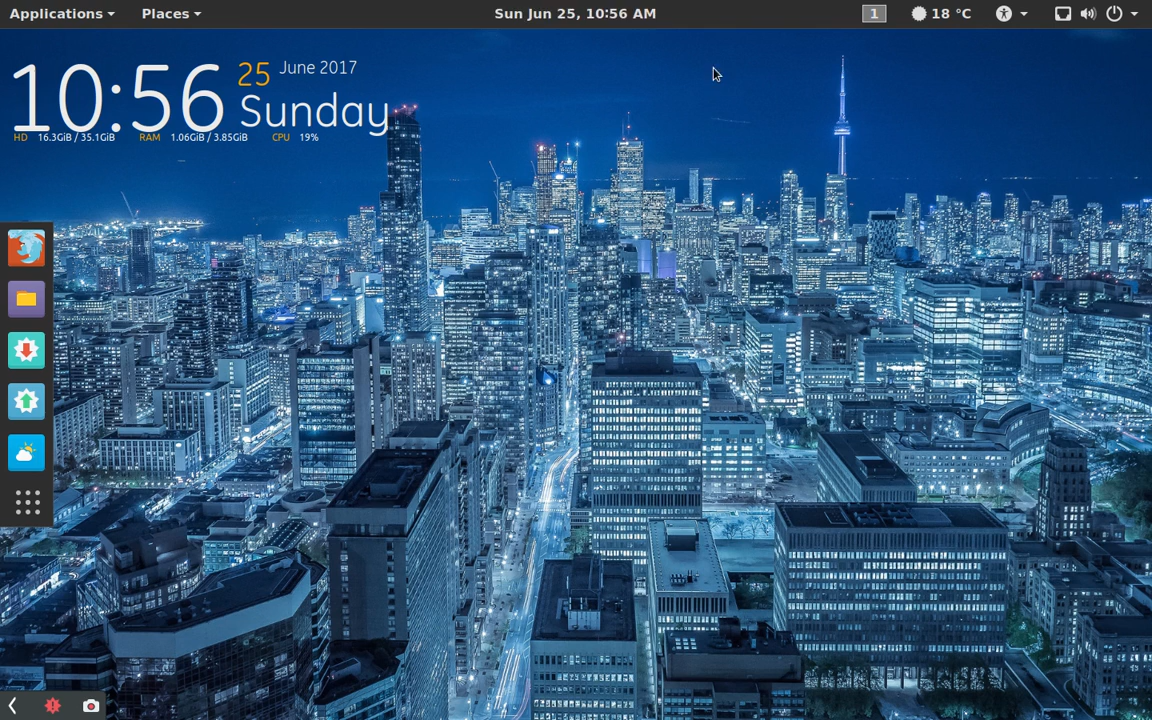 Applications Places Sun Jun 25, 10:56 AM 1 18 °C
10:56 25 June 2017
Sunday
HD 16.3GiB / 35.1GiB RAM 1.06GiB / 3.85GiB CPU 19%